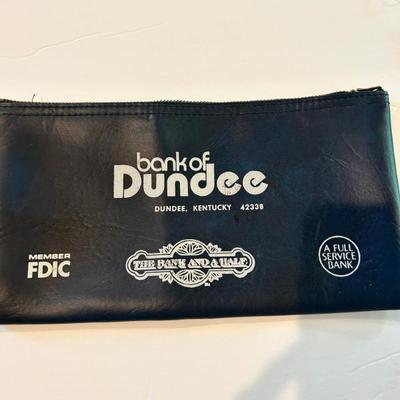 bank of
Dundee
DUNDEE, KENTUCKY 42338
MEMBER
FDIC
THE BANK AND A HALF
A FULL
SERVICE
BANK